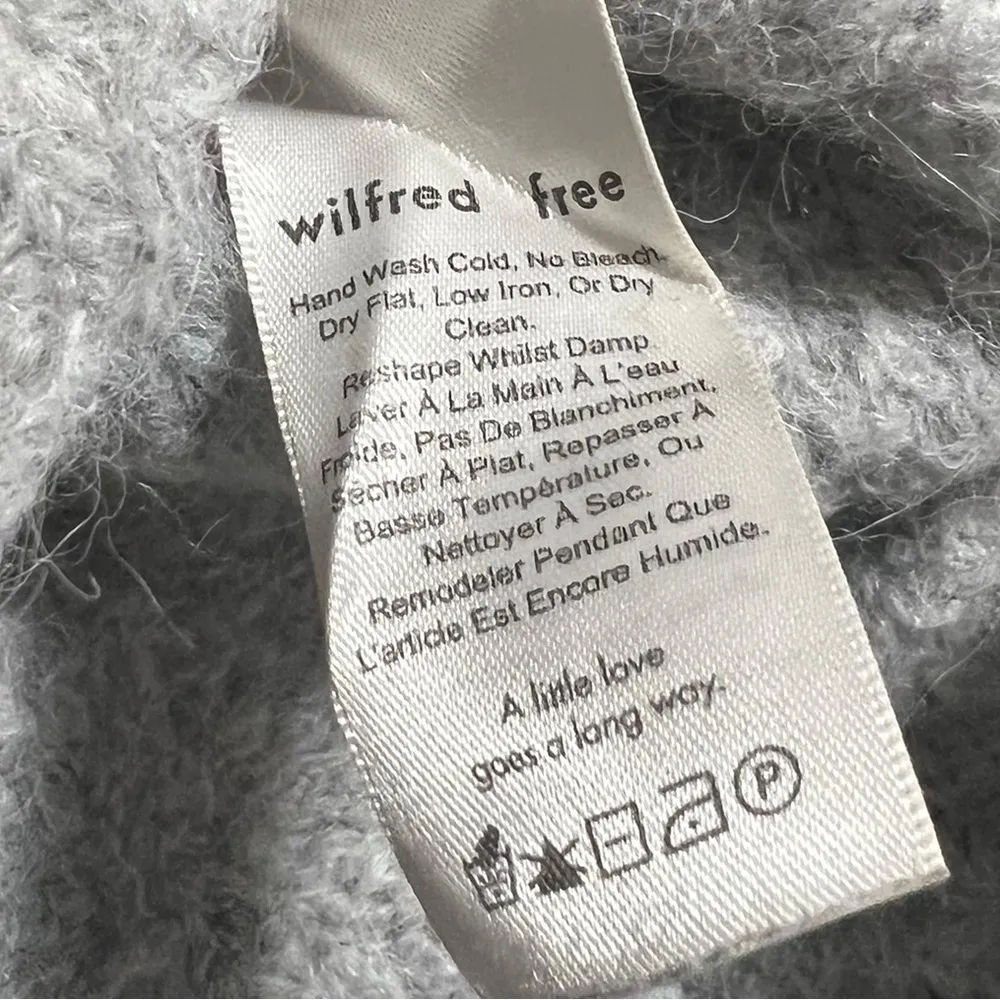 wilfred free
Hand Wash Cold, No Bleach.
Dry Flat, Low Iron, Or Dry
Clean.
Reshape Whilst Damp
Laver À La Main À L'eau
Froide, Pas De Blanchiment,
Sécher À Plat, Repasser À
Basse Température, Ou
Nettoyer À Sec.
Remodeler Pendant Que
L'article Est Encore Humide.
A little love
goes a long way.
P